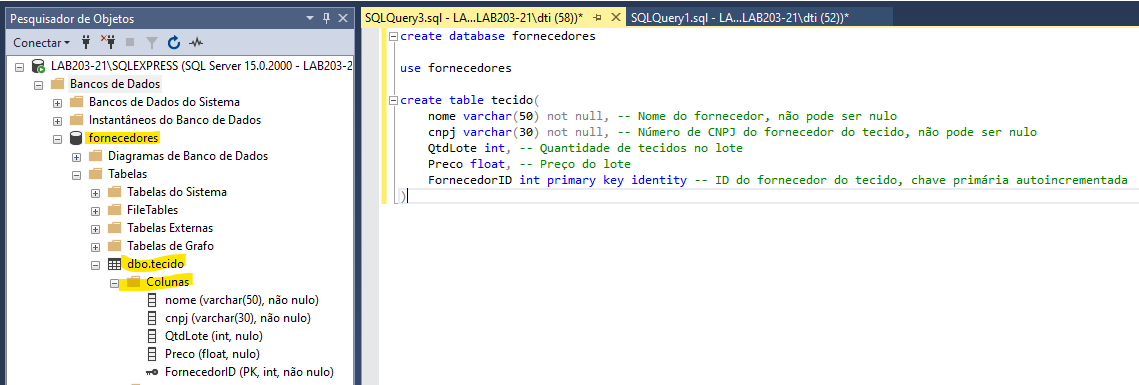 Pesquisador de Objetos
Conectar
LAB203-21\SQLEXPRESS (SQL Server 15.0.2000 - LAB203-2
Bancos de Dados
Bancos de Dados do Sistema
Instantâneos do Banco de Dados
fornecedores
Diagramas de Banco de Dados
Tabelas
Tabelas do Sistema
FileTables
Tabelas Externas
Tabelas de Grafo
dbo.tecido
Colunas
nome (varchar(50), não nulo)
cnpj (varchar(30), não nulo)
QtdLote (int, nulo)
Preco (float, nulo)
FornecedorID (PK, int, não nulo)
SQLQuery3.sql - LA...LAB203-21\dti (58))*
SQLQuery1.sql - LA...LAB203-21\dti (52))*
create database fornecedores
use fornecedores
create table tecido(
nome varchar(50) not null, -- Nome do fornecedor, não pode ser nulo
cnpj varchar(30) not null, -- Número de CNPJ do fornecedor do tecido, não pode ser nulo
QtdLote int, -- Quantidade de tecidos no lote
Preco float, -- Preço do lote
FornecedorID int primary key identity -- ID do fornecedor do tecido, chave primária autoincrementada
)